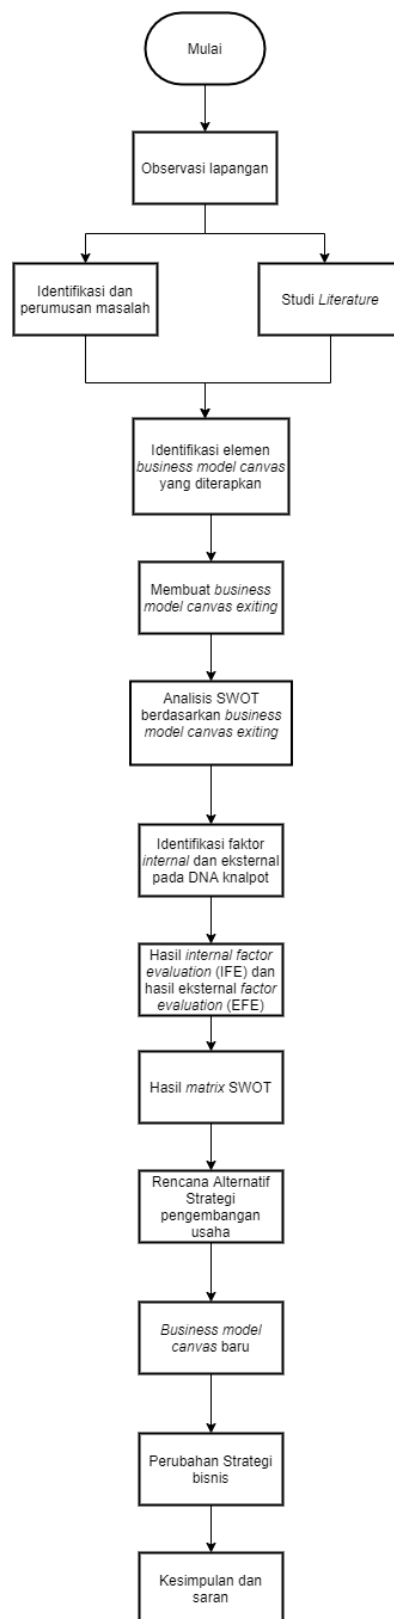 Mulai
Observasi lapangan
Identifikasi dan
perumusan masalah
Studi Literature
Identifikasi elemen
business model canvas
yang diterapkan
Membuat business
model canvas exiting
Analisis SWOT
berdasarkan business
model canvas exiting
Identifikasi faktor
internal dan eksternal
pada DNA knalpot
Hasil internal factor
evaluation (IFE) dan
hasil eksternal factor
evaluation (EFE)
Hasil matrix SWOT
Rencana Alternatif
Strategi
pengembangan
usaha
Business model
canvas baru
Perubahan Strategi
bisnis
Kesimpulan dan
saran